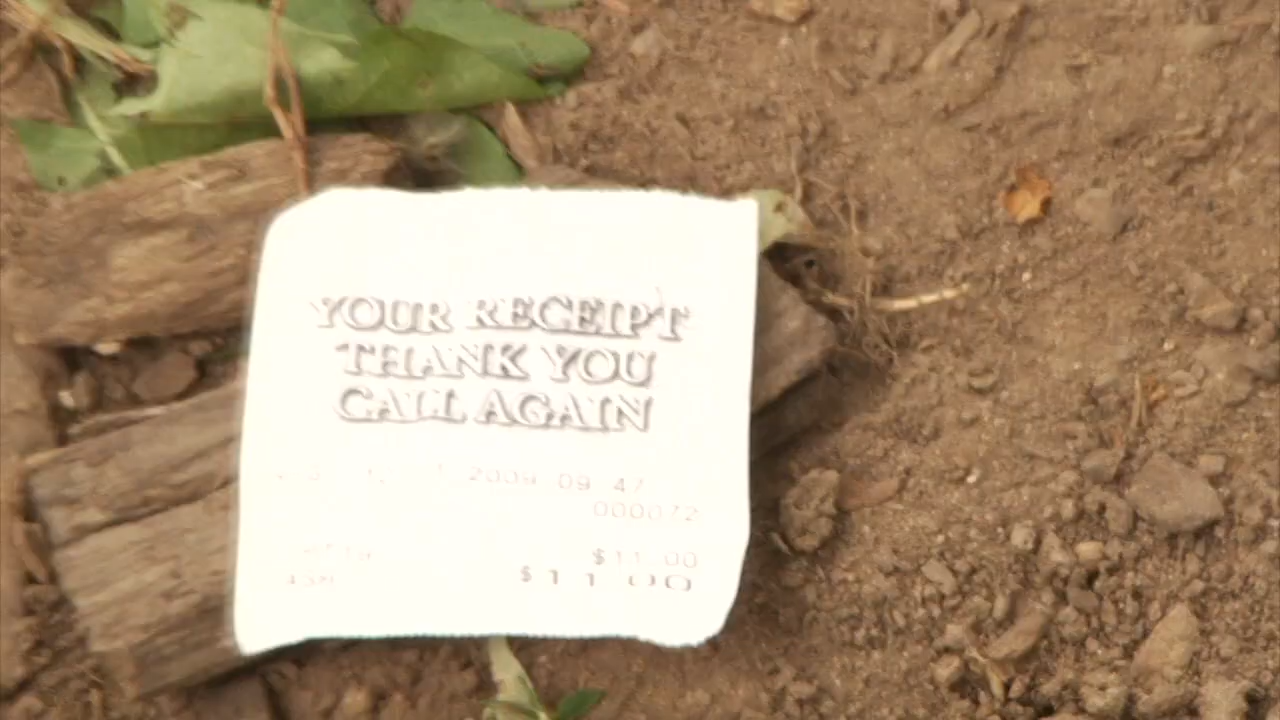 YOUR RECEIPT
THANK YOU
CALL AGAIN
2009 09 47
000072
$11.00
$11.00